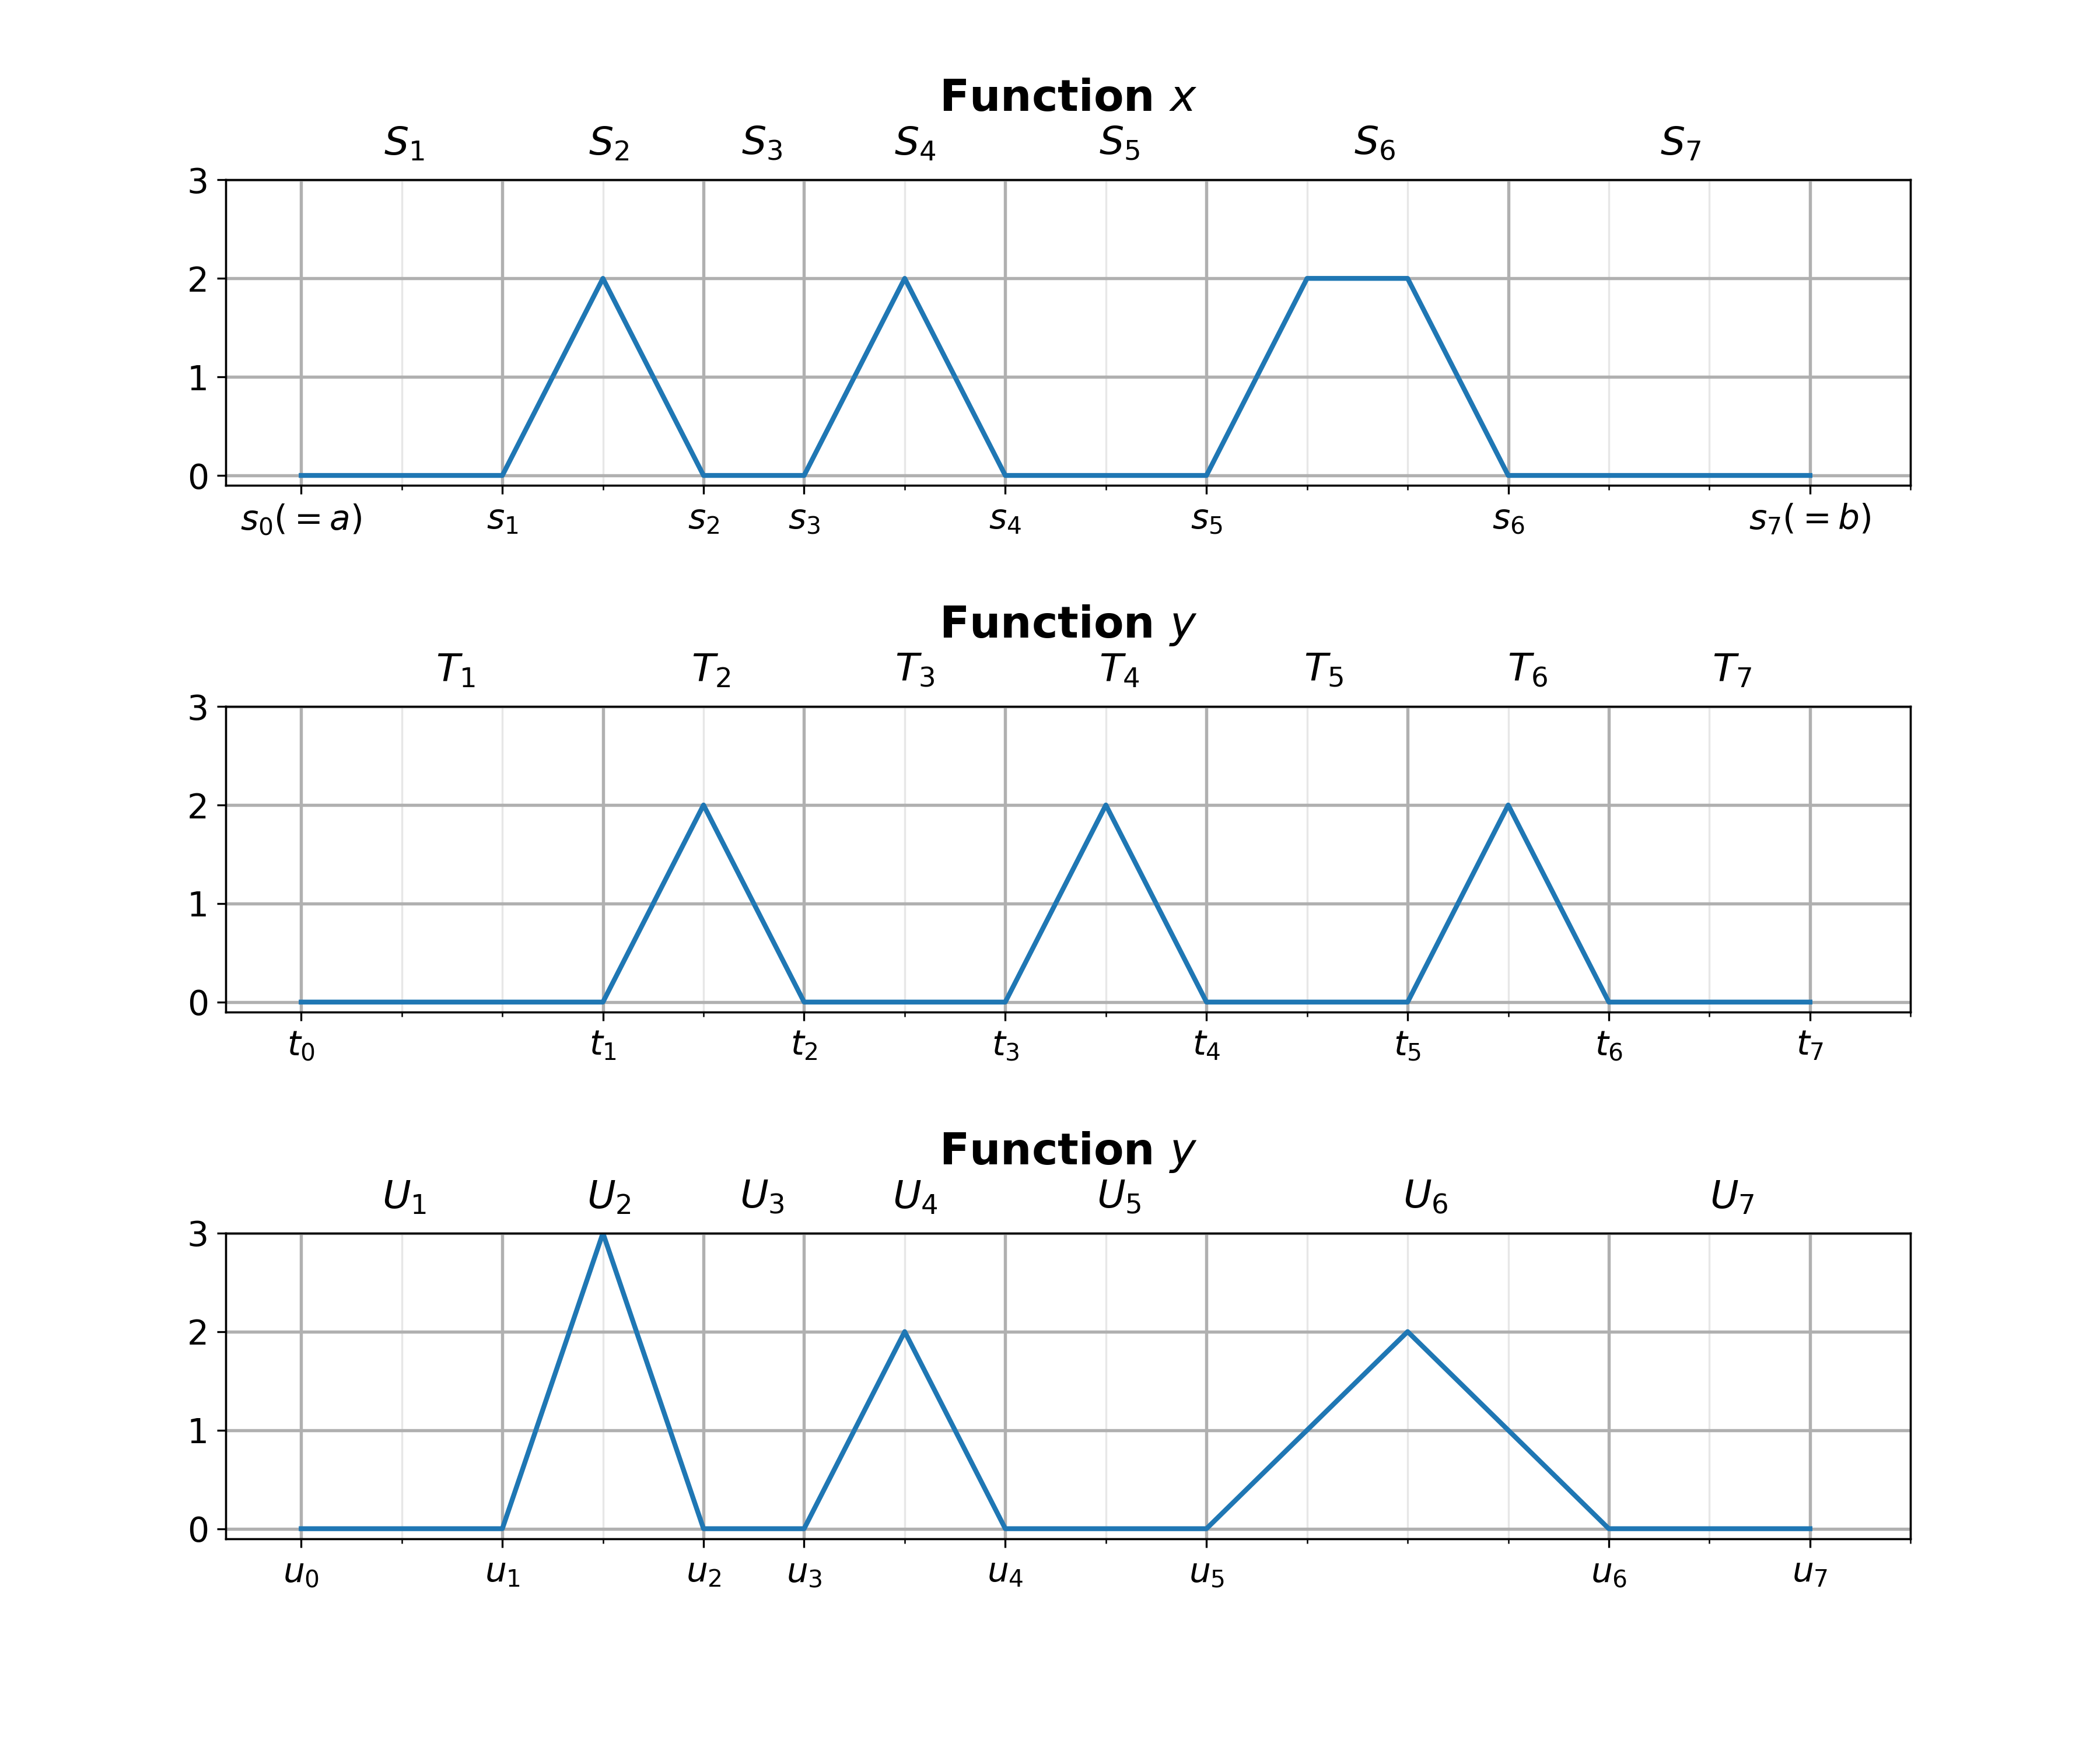 Function x
S₁ S₂ S₃ S₄ S₅ S₆ S₇
3
2
1
0
s₀(= a) s₁ s₂ s₃ s₄ s₅ s₆ s₇(= b)
Function y
T₁ T₂ T₃ T₄ T₅ T₆ T₇
3
2
1
0
t₀ t₁ t₂ t₃ t₄ t₅ t₆ t₇
Function y
U₁ U₂ U₃ U₄ U₅ U₆ U₇
3
2
1
0
u₀ u₁ u₂ u₃ u₄ u₅ u₆ u₇